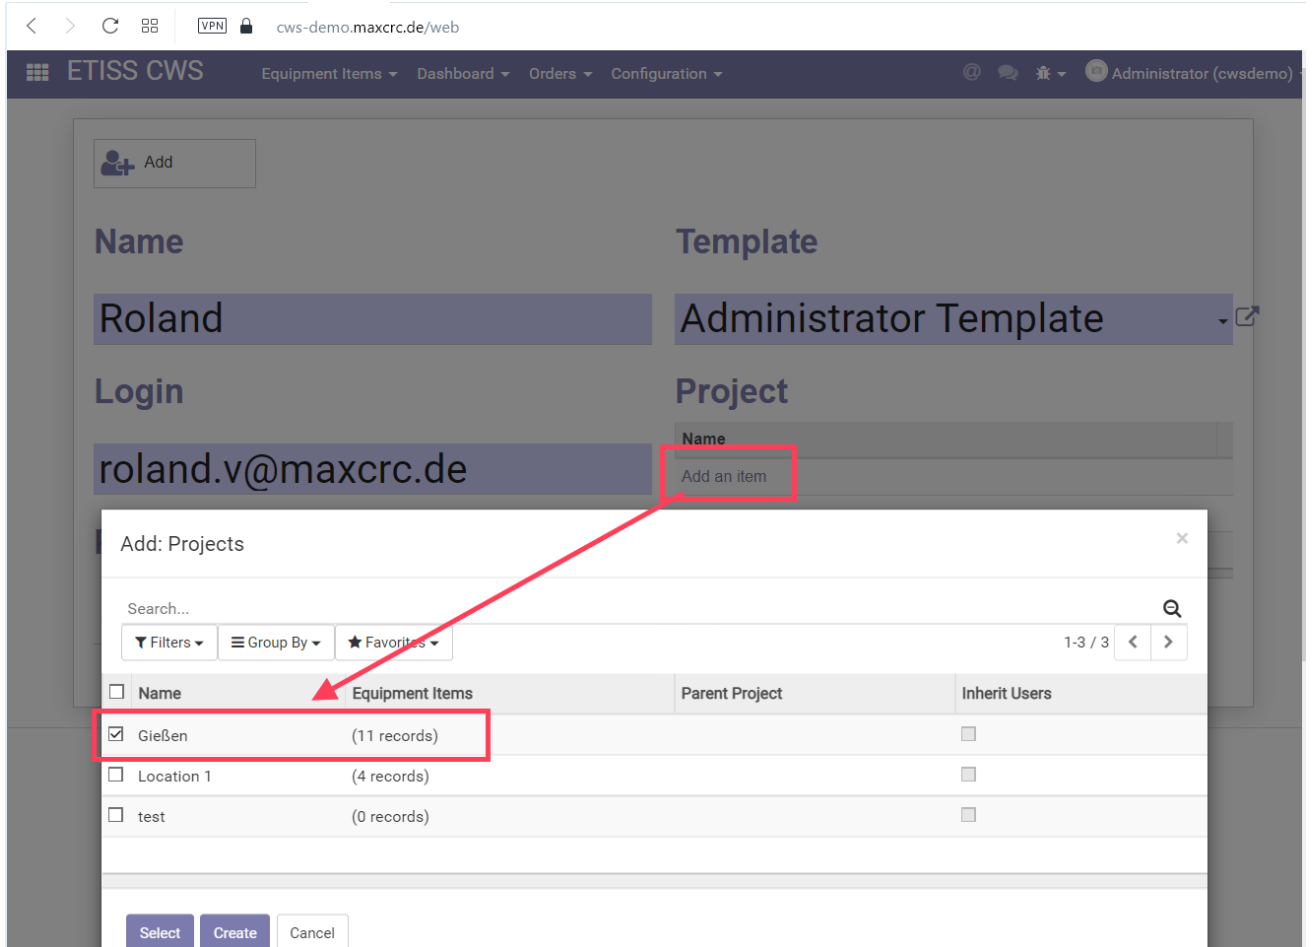 VPN cws-demo.maxcrc.de/web
ETISS CWS Equipment Items Dashboard Orders Configuration @ Administrator (cwsdemo)
Add
Name Template
Roland Administrator Template
Login Project
Name
roland.v@maxcrc.de Add an item
Add: Projects ×
Search...
Filters Group By Favorites 1-3 / 3
Name Equipment Items Parent Project Inherit Users
Gießen (11 records)
Location 1 (4 records)
test (0 records)
Select Create Cancel